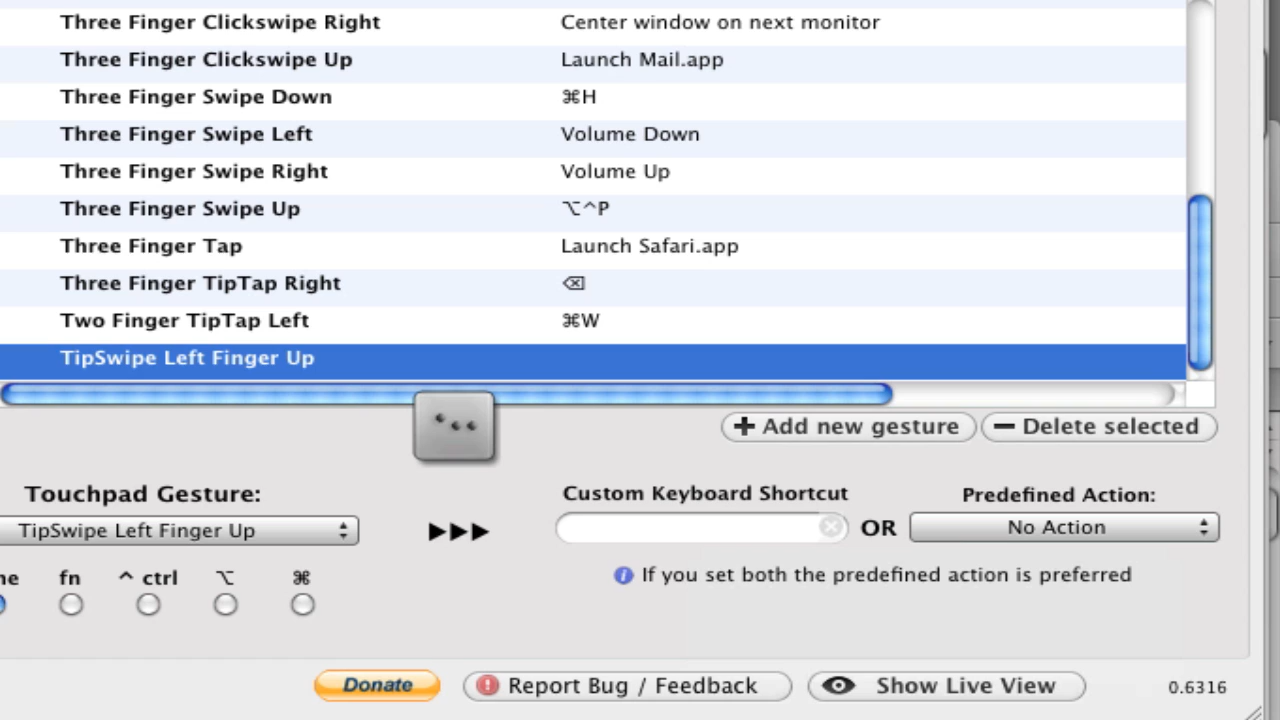 Three Finger Clickswipe Right Center window on next monitor
Three Finger Clickswipe Up Launch Mail.app
Three Finger Swipe Down ⌘H
Three Finger Swipe Left Volume Down
Three Finger Swipe Right Volume Up
Three Finger Swipe Up ⌥^P
Three Finger Tap Launch Safari.app
Three Finger TipTap Right ⌫
Two Finger TipTap Left ⌘W
TipSwipe Left Finger Up
+ Add new gesture − Delete selected
Touchpad Gesture: Custom Keyboard Shortcut Predefined Action:
TipSwipe Left Finger Up ▶▶▶ OR No Action
fn ^ ctrl ⌥ ⌘
If you set both the predefined action is preferred
Donate Report Bug / Feedback Show Live View 0.6316